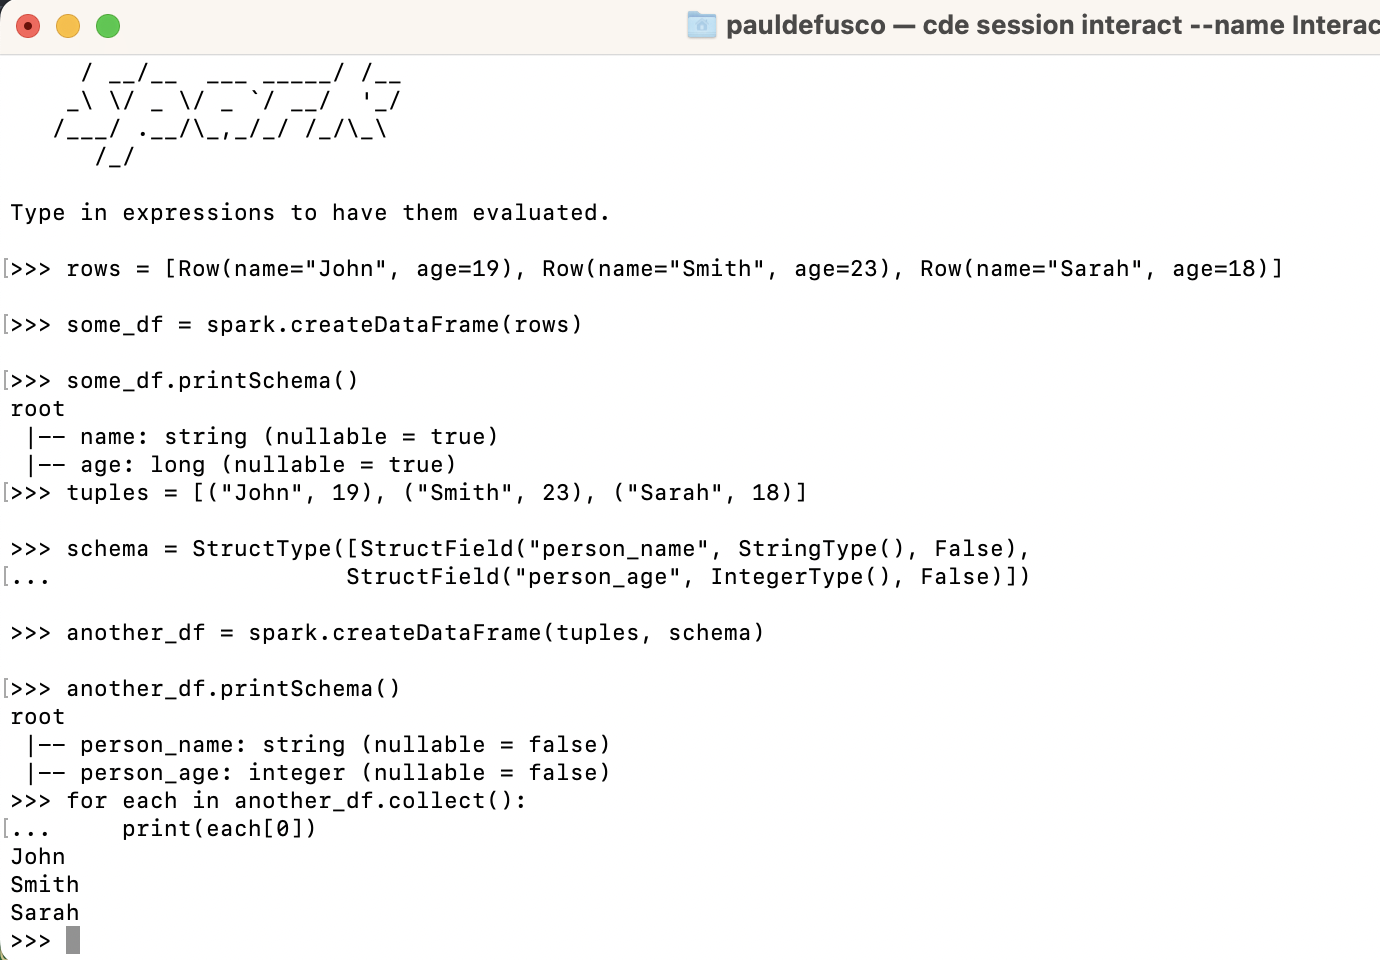 pauldefusco — cde session interact --name Interac
      / __/__  ___ _____/ /__
    _\ \/ _ \/ _ `/ __/  '_/
   /___/ .__/\_,_/_/ /_/\_\
      /_/
Type in expressions to have them evaluated.
[>>> rows = [Row(name="John", age=19), Row(name="Smith", age=23), Row(name="Sarah", age=18)]
[>>> some_df = spark.createDataFrame(rows)
[>>> some_df.printSchema()
root
 |-- name: string (nullable = true)
 |-- age: long (nullable = true)
[>>> tuples = [("John", 19), ("Smith", 23), ("Sarah", 18)]
>>> schema = StructType([StructField("person_name", StringType(), False),
[...                     StructField("person_age", IntegerType(), False)])
>>> another_df = spark.createDataFrame(tuples, schema)
[>>> another_df.printSchema()
root
 |-- person_name: string (nullable = false)
 |-- person_age: integer (nullable = false)
>>> for each in another_df.collect():
[...     print(each[0])
John
Smith
Sarah
>>>